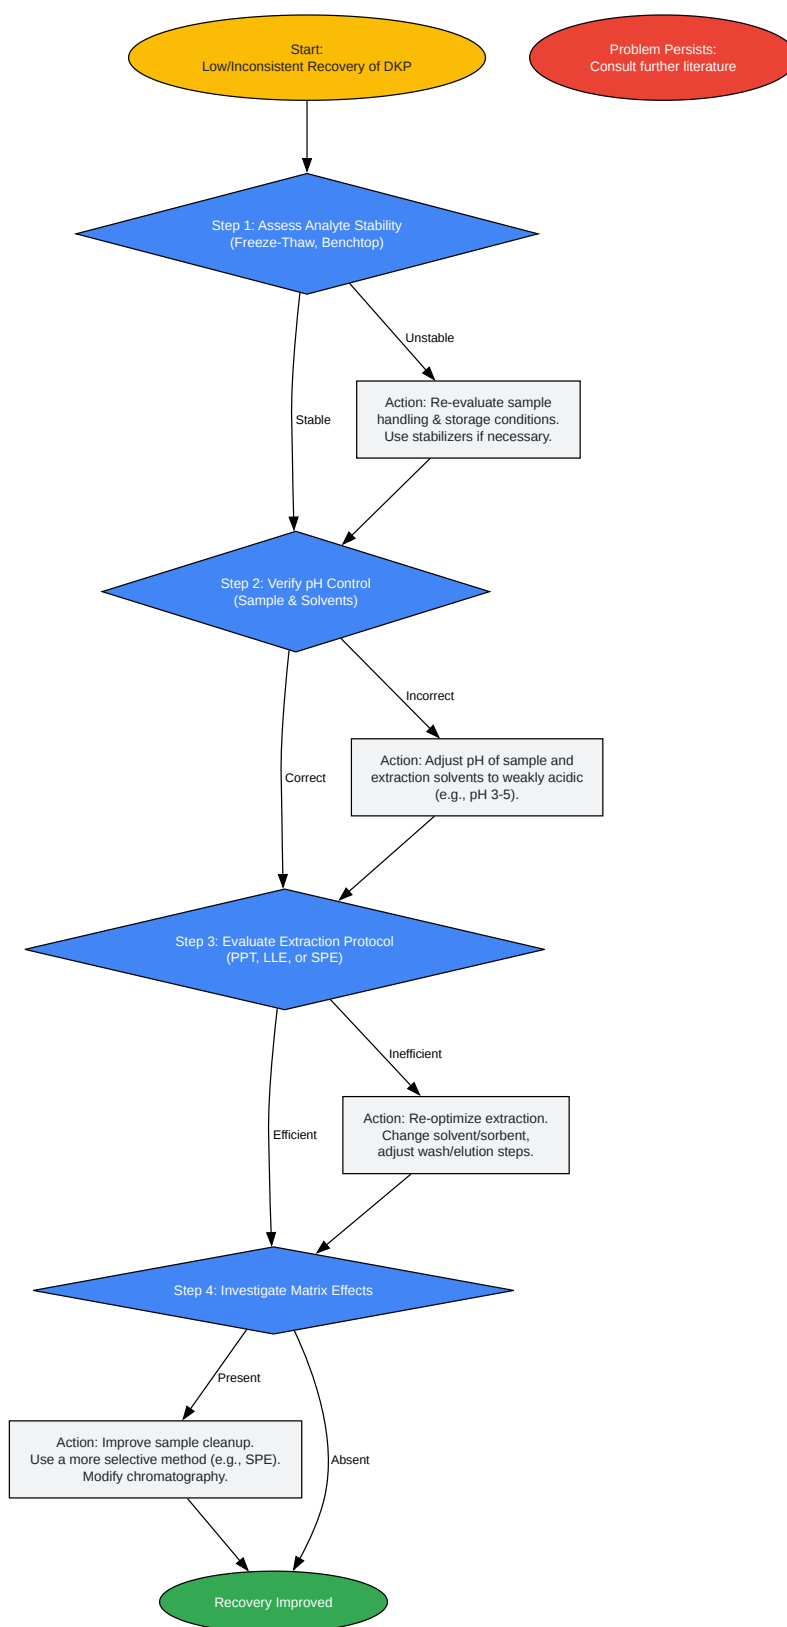 Start:
Low/Inconsistent Recovery of DKP
Problem Persists:
Consult further literature
Step 1: Assess Analyte Stability
(Freeze-Thaw, Benchtop)
Unstable
Action: Re-evaluate sample
handling & storage conditions.
Use stabilizers if necessary.
Stable
Step 2: Verify pH Control
(Sample & Solvents)
Incorrect
Action: Adjust pH of sample and
extraction solvents to weakly acidic
(e.g., pH 3-5).
Correct
Step 3: Evaluate Extraction Protocol
(PPT, LLE, or SPE)
Inefficient
Action: Re-optimize extraction.
Change solvent/sorbent,
adjust wash/elution steps.
Efficient
Step 4: Investigate Matrix Effects
Present
Action: Improve sample cleanup.
Use a more selective method (e.g., SPE).
Modify chromatography.
Absent
Recovery Improved